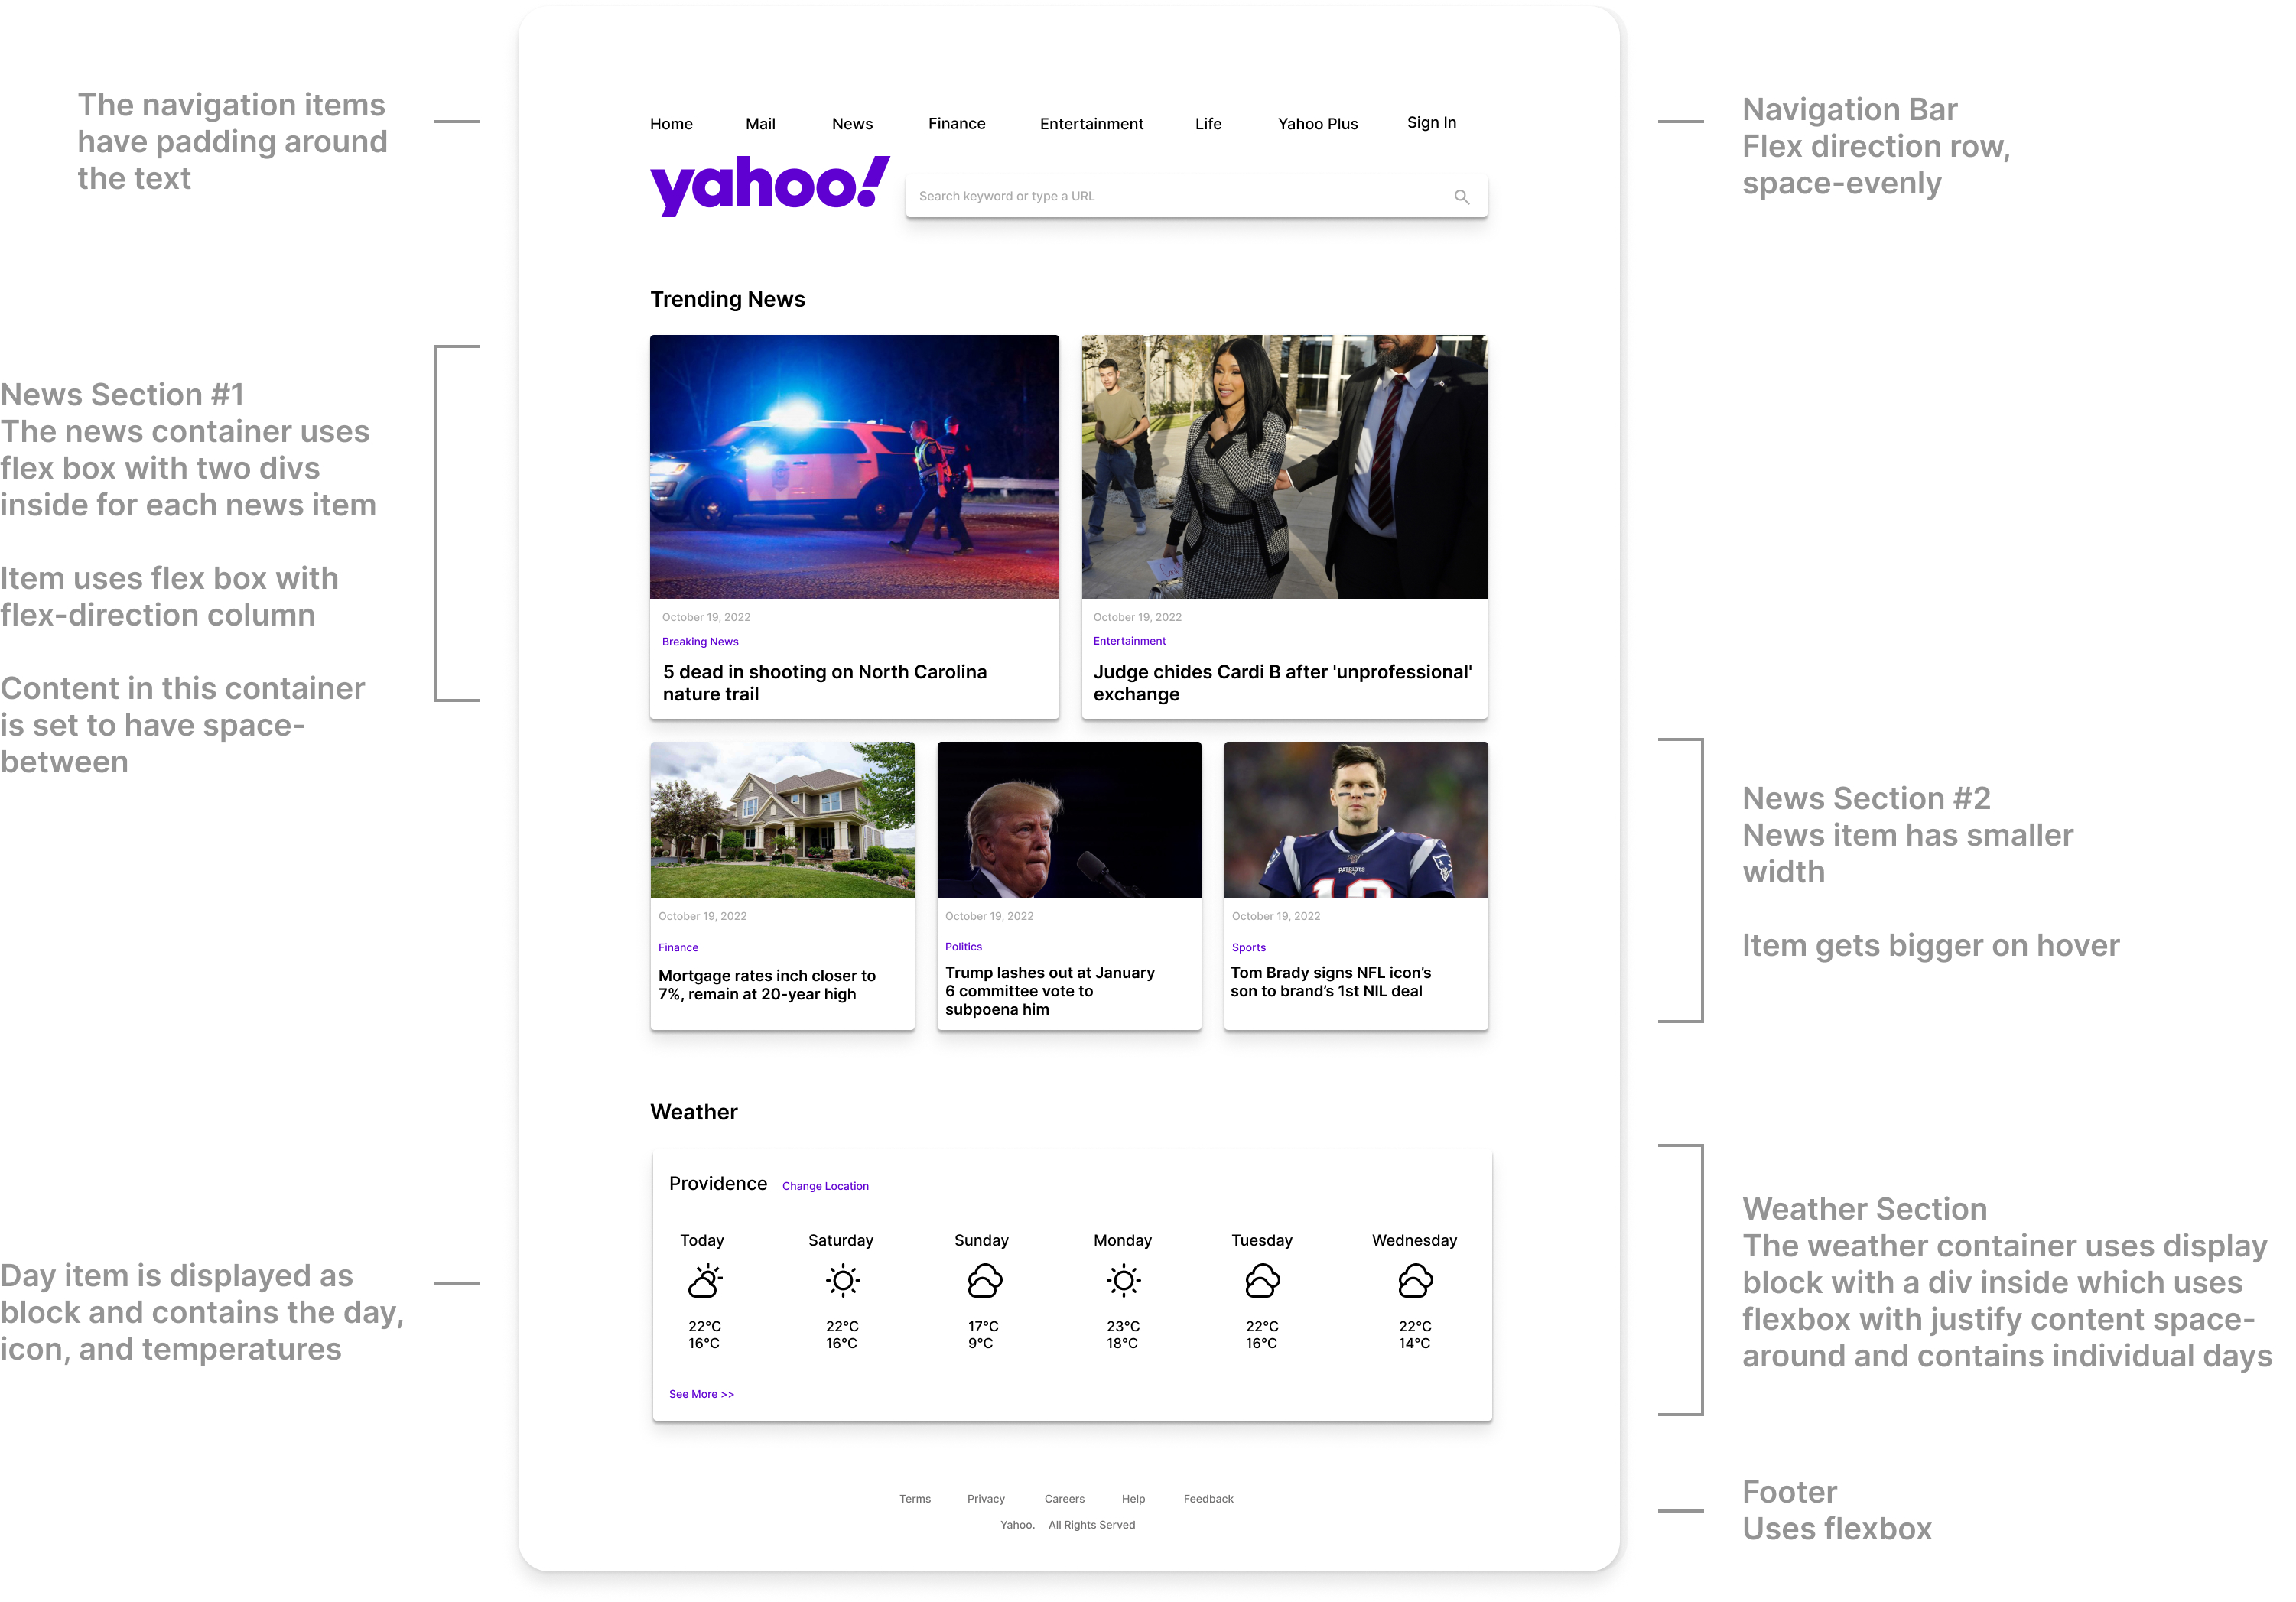 The navigation items
have padding around
the text
Navigation Bar
Flex direction row,
space-evenly
Home Mail News Finance Entertainment Life Yahoo Plus Sign In
yahoo!
Search keyword or type a URL
Trending News
News Section #1
The news container uses
flex box with two divs
inside for each news item
Item uses flex box with
flex-direction column
Content in this container
is set to have space-
between
October 19, 2022
Breaking News
5 dead in shooting on North Carolina
nature trail
October 19, 2022
Entertainment
Judge chides Cardi B after 'unprofessional'
exchange
October 19, 2022
Finance
Mortgage rates inch closer to
7%, remain at 20-year high
October 19, 2022
Politics
Trump lashes out at January
6 committee vote to
subpoena him
PATRIOTS
12
October 19, 2022
Sports
Tom Brady signs NFL icon’s
son to brand’s 1st NIL deal
News Section #2
News item has smaller
width
Item gets bigger on hover
Weather
Providence Change Location
Today Saturday Sunday Monday Tuesday Wednesday
22°C 22°C 17°C 23°C 22°C 22°C
16°C 16°C 9°C 18°C 16°C 14°C
See More >>
Day item is displayed as
block and contains the day,
icon, and temperatures
Weather Section
The weather container uses display
block with a div inside which uses
flexbox with justify content space-
around and contains individual days
Terms Privacy Careers Help Feedback
Yahoo. All Rights Served
Footer
Uses flexbox